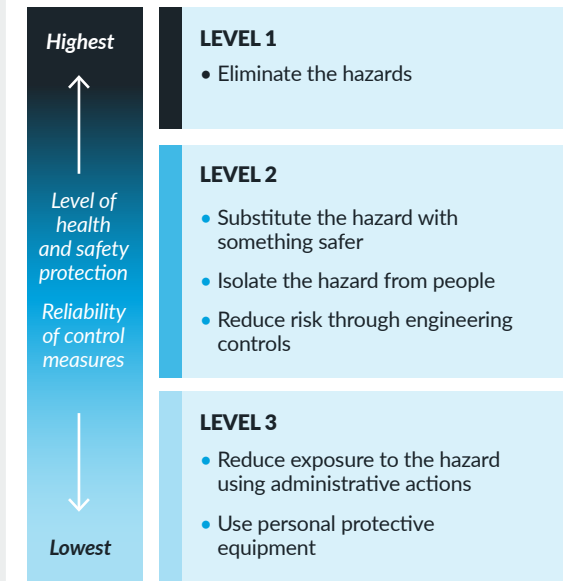 Highest
Level of
health
and safety
protection
Reliability
of control
measures
Lowest
LEVEL 1
• Eliminate the hazards
LEVEL 2
• Substitute the hazard with
something safer
• Isolate the hazard from people
• Reduce risk through engineering
controls
LEVEL 3
• Reduce exposure to the hazard
using administrative actions
• Use personal protective
equipment